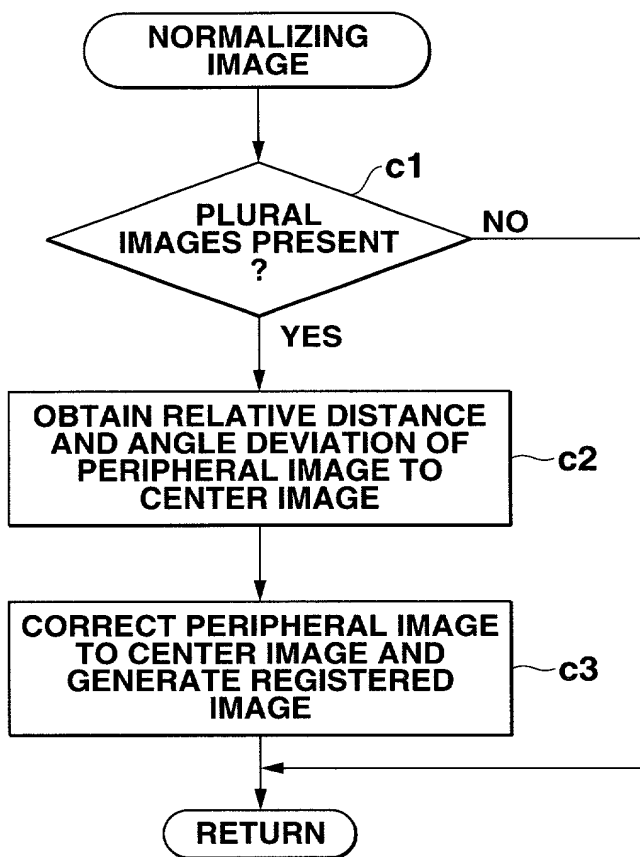 NORMALIZING
IMAGE
c1
PLURAL
IMAGES PRESENT
?
NO
YES
OBTAIN RELATIVE DISTANCE
AND ANGLE DEVIATION OF
PERIPHERAL IMAGE TO
CENTER IMAGE
c2
CORRECT PERIPHERAL IMAGE
TO CENTER IMAGE AND
GENERATE REGISTERED
IMAGE
c3
RETURN